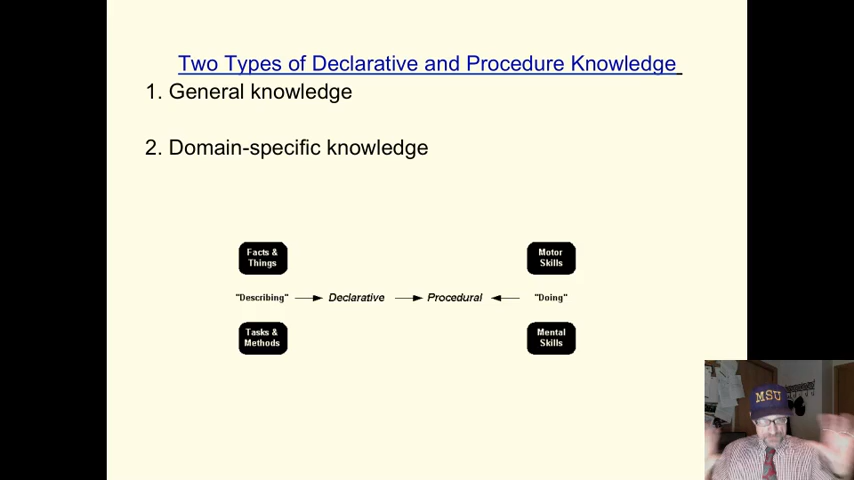 Two Types of Declarative and Procedure Knowledge
1. General knowledge
2. Domain-specific knowledge
Facts &
Things
Motor
Skills
"Describing"
Declarative
Procedural
"Doing"
Tasks &
Methods
Mental
Skills
MSU